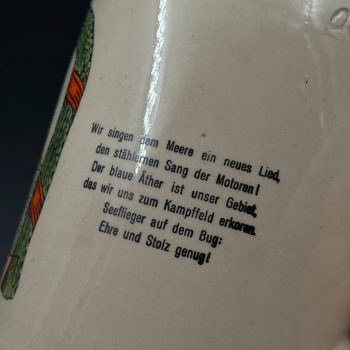 Wir singen dem Meere ein neues Lied,
den stählernen Sang der Motoren!
Der blaue Äther ist unser Gebiet,
das wir uns zum Kampffeld erkoren.
Seeflieger auf dem Bug:
Ehre und Stolz genug!